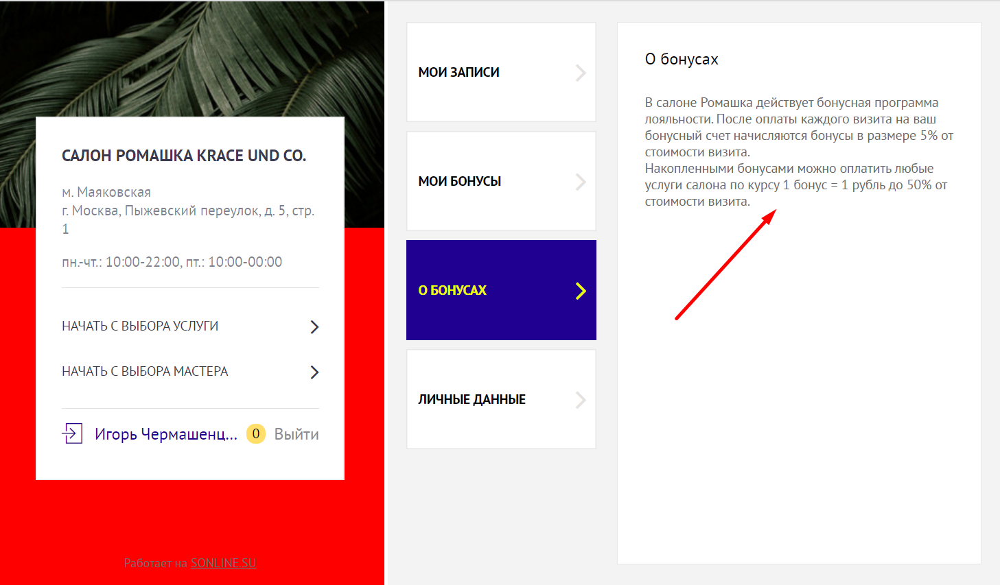 САЛОН РОМАШКА KRACE UND CO.
м. Маяковская
г. Москва, Пыжевский переулок, д. 5, стр.
1
пн.-чт.: 10:00-22:00, пт.: 10:00-00:00
НАЧАТЬ С ВЫБОРА УСЛУГИ
НАЧАТЬ С ВЫБОРА МАСТЕРА
Игорь Чермашенц... 0 Выйти
Работает на SONLINE.SU
МОИ ЗАПИСИ
МОИ БОНУСЫ
О БОНУСАХ
ЛИЧНЫЕ ДАННЫЕ
О бонусах
В салоне Ромашка действует бонусная программа
лояльности. После оплаты каждого визита на ваш
бонусный счет начисляются бонусы в размере 5% от
стоимости визита.
Накопленными бонусами можно оплатить любые
услуги салона по курсу 1 бонус = 1 рубль до 50% от
стоимости визита.